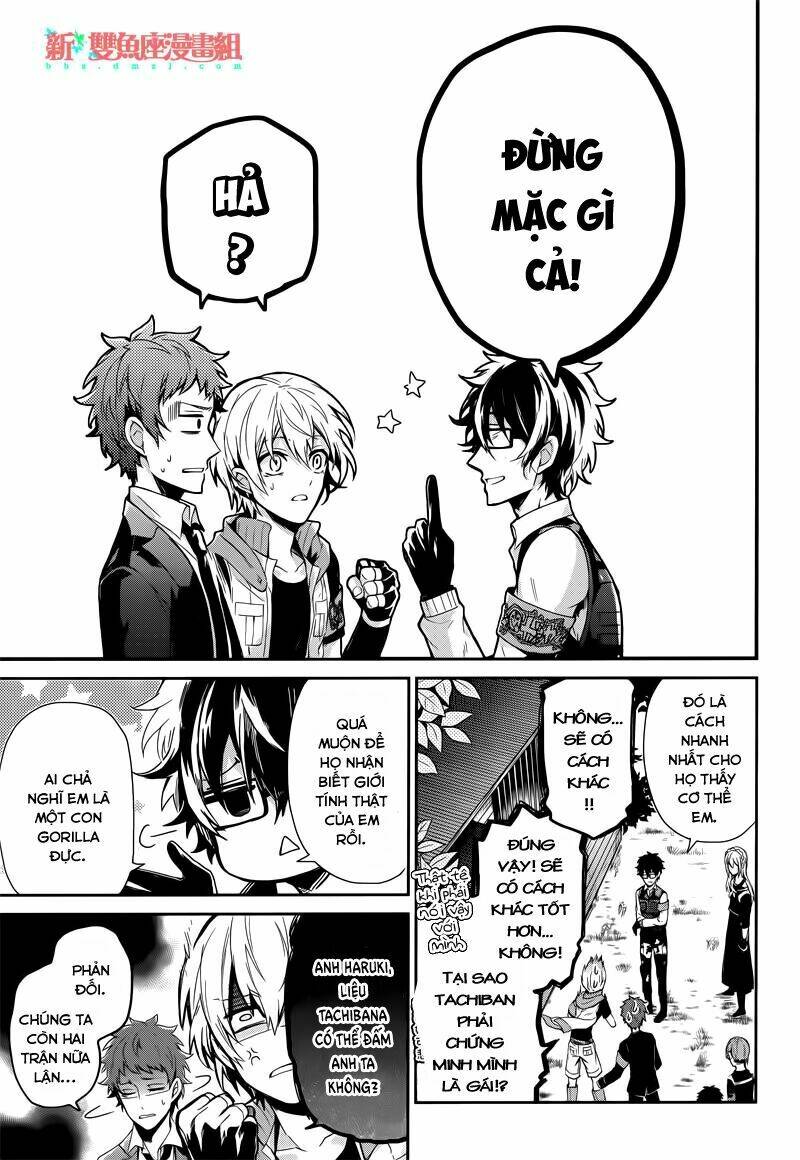 新☆雙魚座漫畫組
bbs.dmzj.com
ĐỪNG
MẶC GÌ
CẢ!
HẢ
?
ĐÓ LÀ
CÁCH
NHANH
NHẤT CHO
HỌ THẤY
CƠ THỂ
EM.
KHÔNG...
SẼ CÓ
CÁCH
KHÁC
!!
ĐÚNG
VẬY! SẼ
CÓ CÁCH
KHÁC TỐT
HƠN...
KHÔNG!
TẠI SAO
TACHIBAN
PHẢI
CHỨNG
MINH MÌNH
LÀ GÁI!?
Thật tệ
khi phải
nói vậy
với
mình
QUÁ
MUỘN ĐỂ
HỌ NHẬN
BIẾT GIỚI
TÍNH THẬT
CỦA EM
RỒI.
AI CHẢ
NGHĨ EM LÀ
MỘT CON
GORILLA
ĐỰC.
ANH HARUKI,
LIỆU
TACHIBANA
CÓ THỂ ĐẤM
ANH TA
KHÔNG?
PHẢN
ĐỐI.
CHÚNG TA
CÒN HAI
TRẬN NỮA
LẬN...